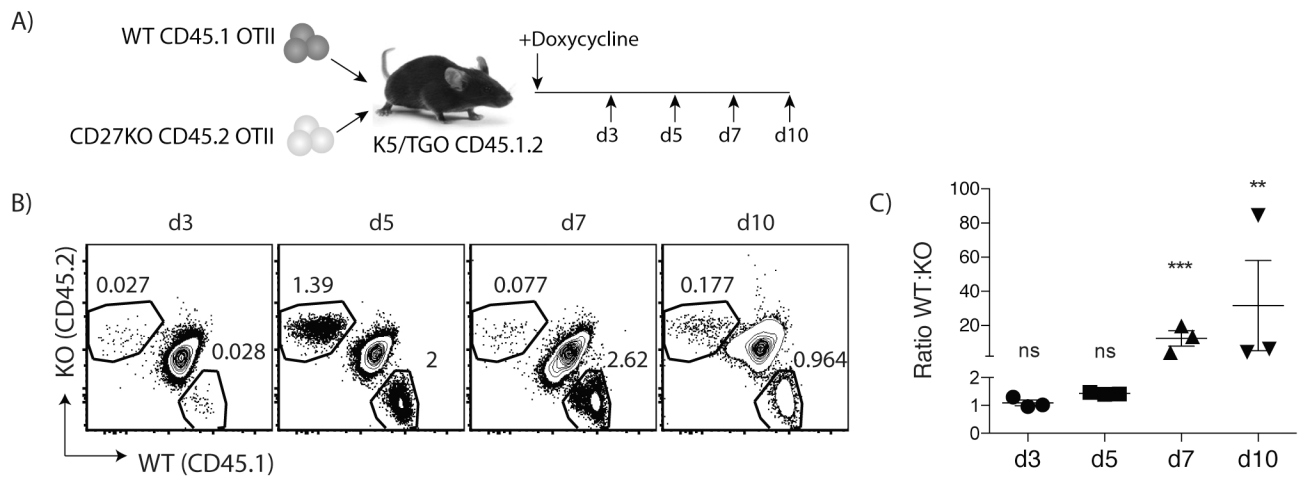 A)
WT CD45.1 OTII
+Doxycycline
CD27KO CD45.2 OTII
K5/TGO CD45.1.2
d3 d5 d7 d10
B)
d3 d5 d7 d10
KO (CD45.2)
0.027 1.39 0.077 0.177
0.028 2 2.62 0.964
WT (CD45.1)
C)
Ratio WT:KO
100
80
60
40
20
2
1
0
ns ns *** **
d3 d5 d7 d10